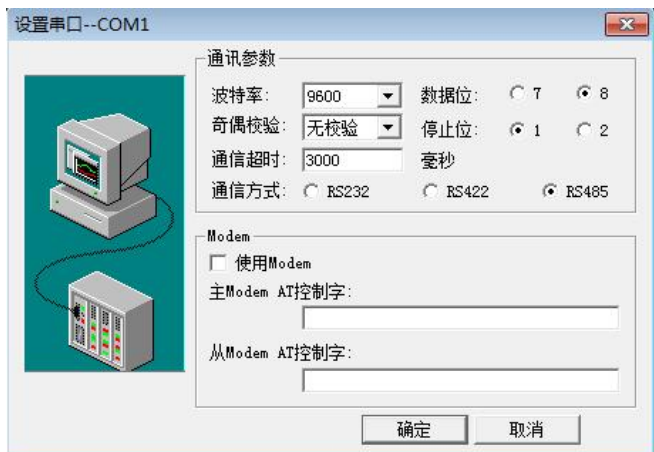 设置串口--COM1
通讯参数
波特率: 9600 数据位: 7 8
奇偶校验: 无校验 停止位: 1 2
通信超时: 3000 毫秒
通信方式: RS232 RS422 RS485
Modem
使用Modem
主Modem AT控制字:
从Modem AT控制字:
确定 取消